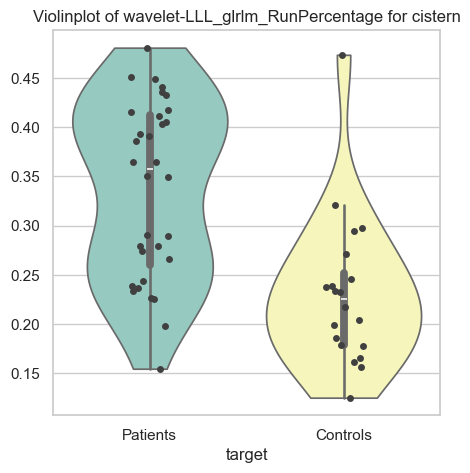 Violinplot of wavelet-LLL_glrlm_RunPercentage for cistern
0.45
0.40
0.35
0.30
0.25
0.20
0.15
Patients
Controls
target